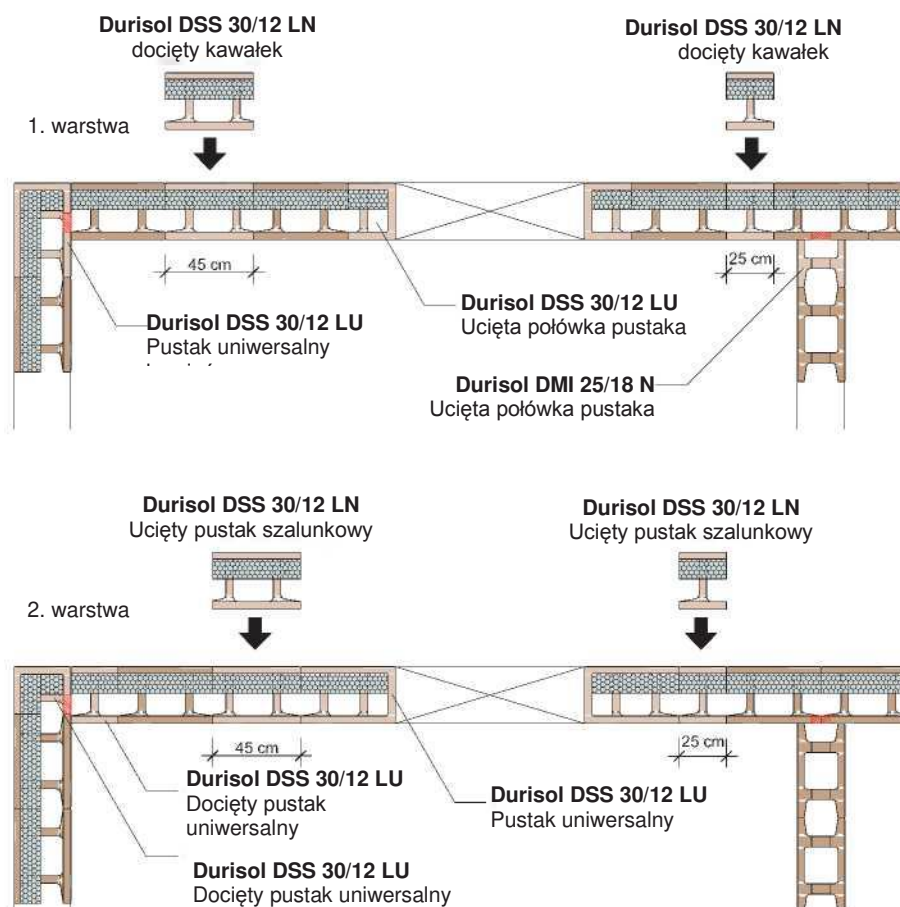 Durisol DSS 30/12 LN
docięty kawałek
Durisol DSS 30/12 LN
docięty kawałek
1. warstwa
45 cm
25 cm
Durisol DSS 30/12 LU
Pustak uniwersalny
Durisol DSS 30/12 LU
Ucięta połówka pustaka
Durisol DMI 25/18 N
Ucięta połówka pustaka
Durisol DSS 30/12 LN
Ucięty pustak szalunkowy
Durisol DSS 30/12 LN
Ucięty pustak szalunkowy
2. warstwa
45 cm
25 cm
Durisol DSS 30/12 LU
Docięty pustak
uniwersalny
Durisol DSS 30/12 LU
Pustak uniwersalny
Durisol DSS 30/12 LU
Docięty pustak uniwersalny